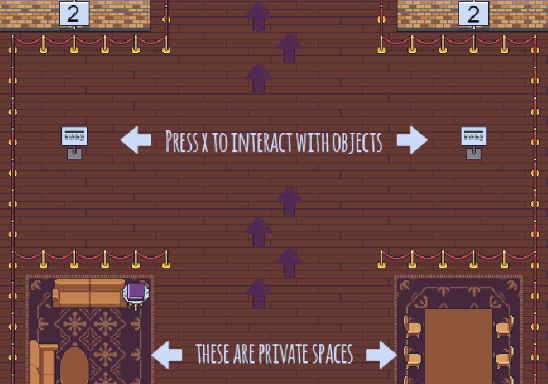 2
2
PRESS X TO INTERACT WITH OBJECTS
THESE ARE PRIVATE SPACES